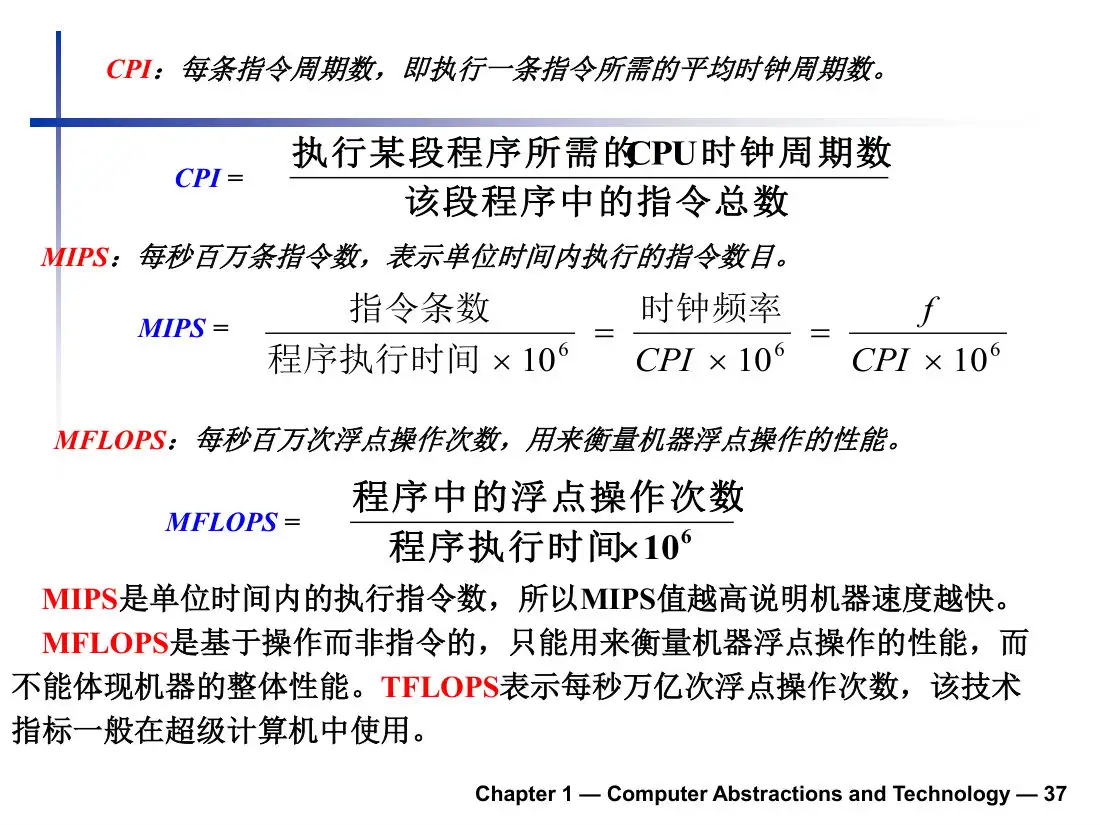 CPI：每条指令周期数，即执行一条指令所需的平均时钟周期数。
执行某段程序所需的CPU时钟周期数
CPI =
该段程序中的指令总数
MIPS：每秒百万条指令数，表示单位时间内执行的指令数目。
指令条数 时钟频率 f
MIPS = = =
程序执行时间 × 10⁶ CPI × 10⁶ CPI × 10⁶
MFLOPS：每秒百万次浮点操作次数，用来衡量机器浮点操作的性能。
程序中的浮点操作次数
MFLOPS =
程序执行时间×10⁶
MIPS是单位时间内的执行指令数，所以MIPS值越高说明机器速度越快。
MFLOPS是基于操作而非指令的，只能用来衡量机器浮点操作的性能，而
不能体现机器的整体性能。TFLOPS表示每秒万亿次浮点操作次数，该技术
指标一般在超级计算机中使用。
Chapter 1 — Computer Abstractions and Technology — 37